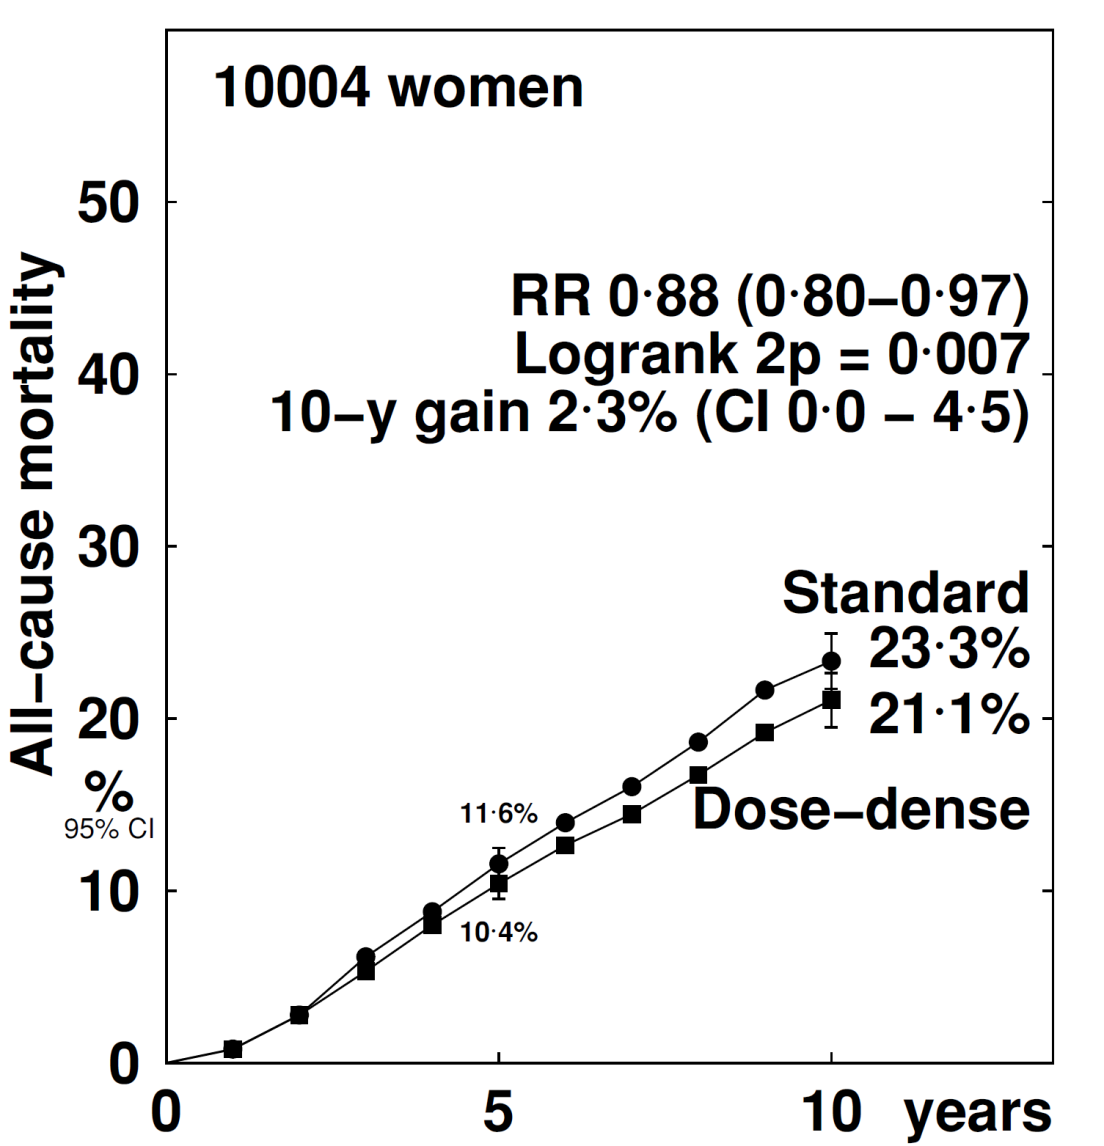 10004 women
50
RR 0·88 (0·80–0·97)
Logrank 2p = 0·007
40
10–y gain 2·3% (CI 0·0 – 4·5)
All–cause mortality
%
95% CI
30
Standard
23·3%
20
21·1%
Dose–dense
11·6%
10
10·4%
0
0 5 10 years